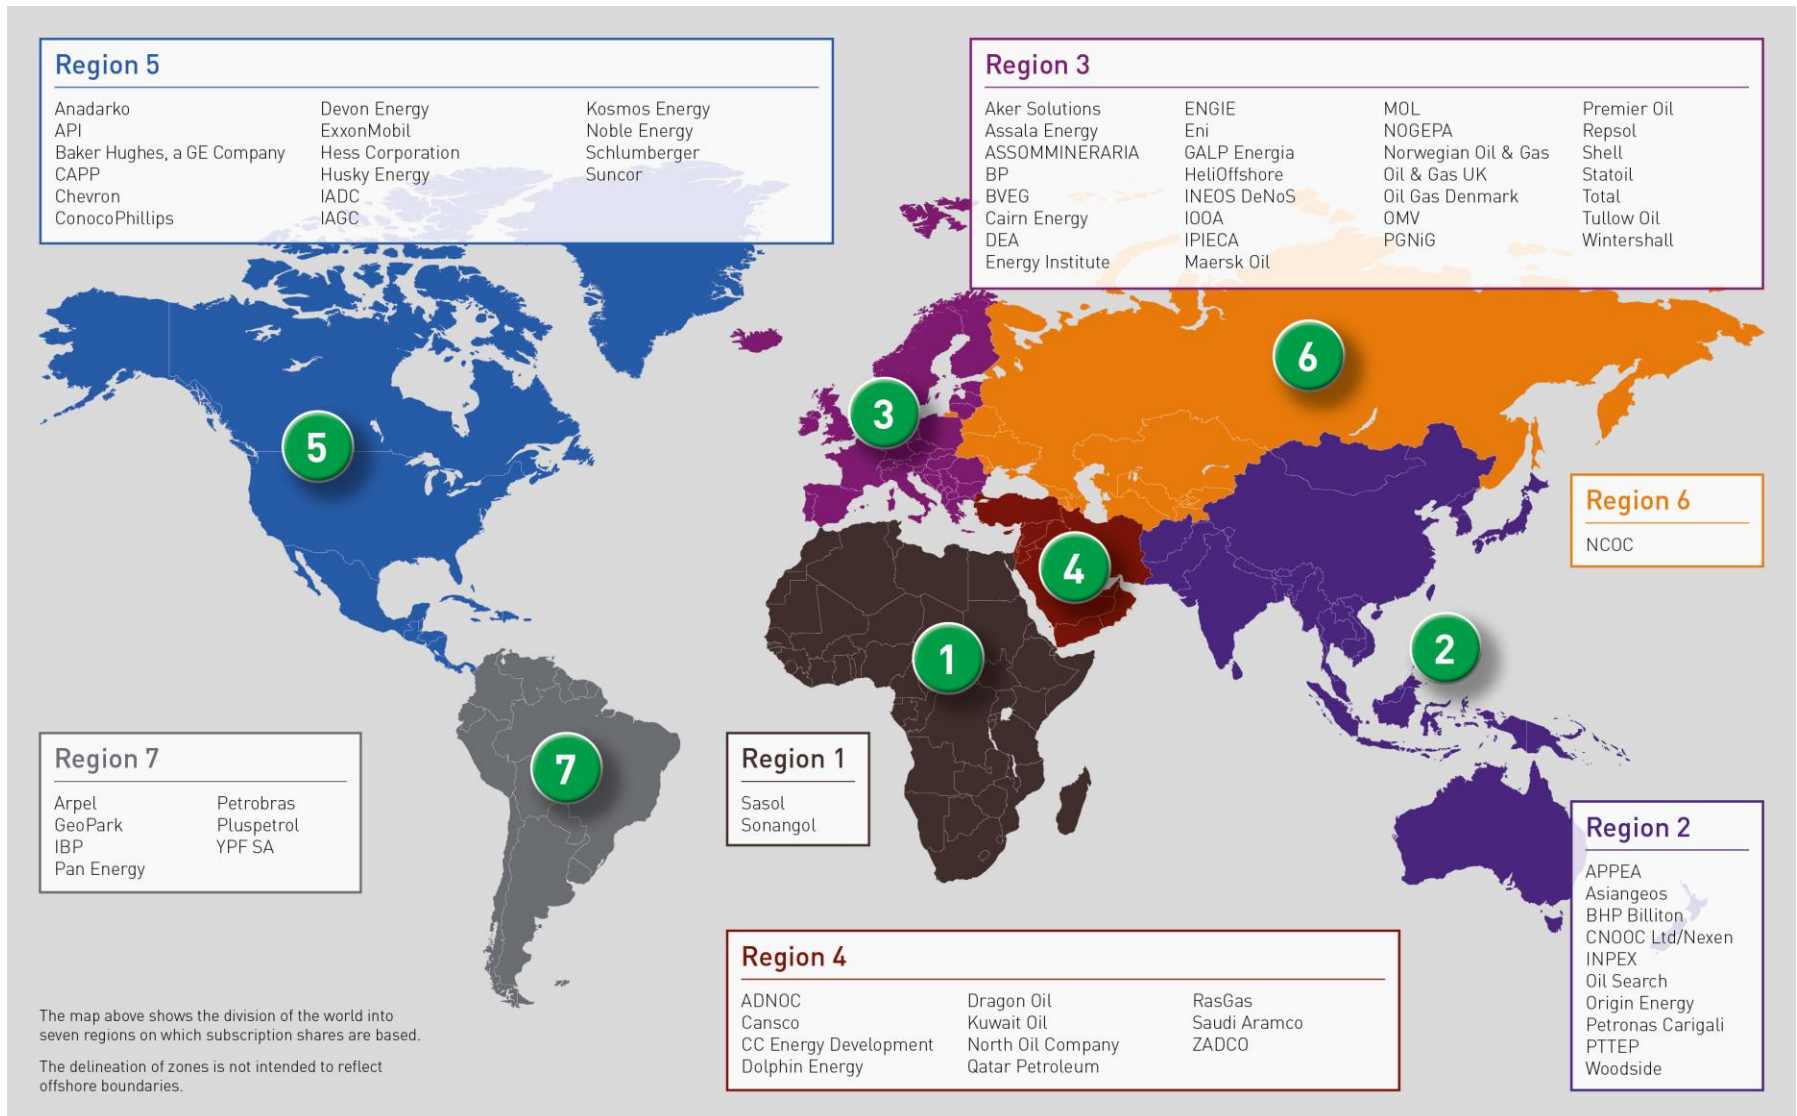 Region 5
Anadarko
API
Baker Hughes, a GE Company
CAPP
Chevron
ConocoPhillips
Devon Energy
ExxonMobil
Hess Corporation
Husky Energy
IADC
IAGC
Kosmos Energy
Noble Energy
Schlumberger
Suncor
Region 3
Aker Solutions
Assala Energy
ASSOMMINERARIA
BP
BVEG
Cairn Energy
DEA
Energy Institute
ENGIE
Eni
GALP Energia
HeliOffshore
INEOS DeNoS
IOOA
IPIECA
Maersk Oil
MOL
NOGEPA
Norwegian Oil & Gas
Oil & Gas UK
Oil Gas Denmark
OMV
PGNiG
Premier Oil
Repsol
Shell
Statoil
Total
Tullow Oil
Wintershall
5
3
6
4
1
2
7
Region 6
NCOC
Region 7
Arpel
GeoPark
IBP
Pan Energy
Petrobras
Pluspetrol
YPF SA
Region 1
Sasol
Sonangol
Region 2
APPEA
Asiangeos
BHP Billiton
CNOOC Ltd/Nexen
INPEX
Oil Search
Origin Energy
Petronas Carigali
PTTEP
Woodside
Region 4
ADNOC
Cansco
CC Energy Development
Dolphin Energy
Dragon Oil
Kuwait Oil
North Oil Company
Qatar Petroleum
RasGas
Saudi Aramco
ZADCO
The map above shows the division of the world into
seven regions on which subscription shares are based.
The delineation of zones is not intended to reflect
offshore boundaries.